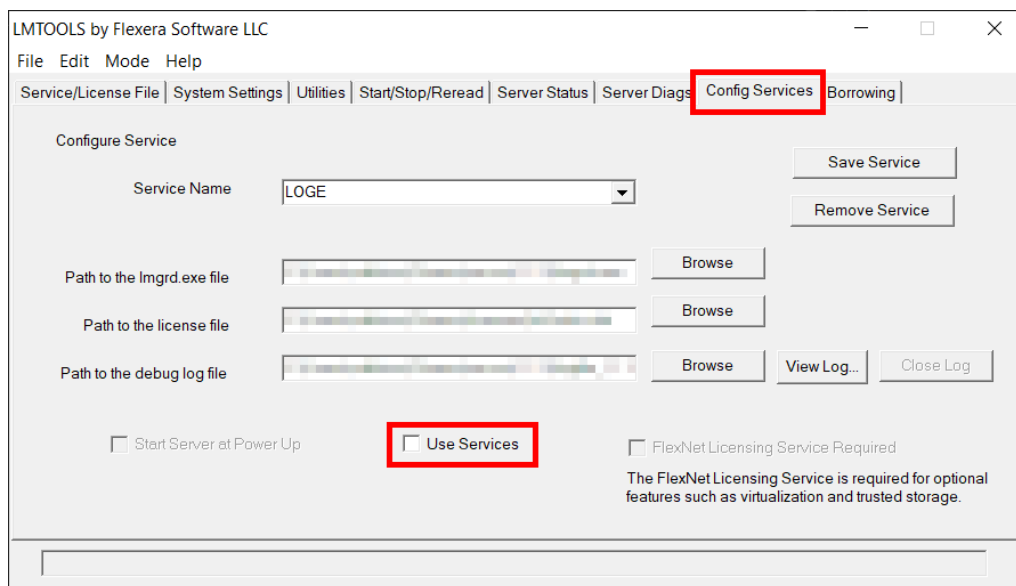 LMTOOLS by Flexera Software LLC
File Edit Mode Help
Service/License File System Settings Utilities Start/Stop/Reread Server Status Server Diags Config Services Borrowing
Configure Service
Save Service
Service Name LOGE
Remove Service
Path to the lmgrd.exe file Browse
Path to the license file Browse
Path to the debug log file Browse View Log... Close Log
Start Server at Power Up Use Services FlexNet Licensing Service Required
The FlexNet Licensing Service is required for optional
features such as virtualization and trusted storage.